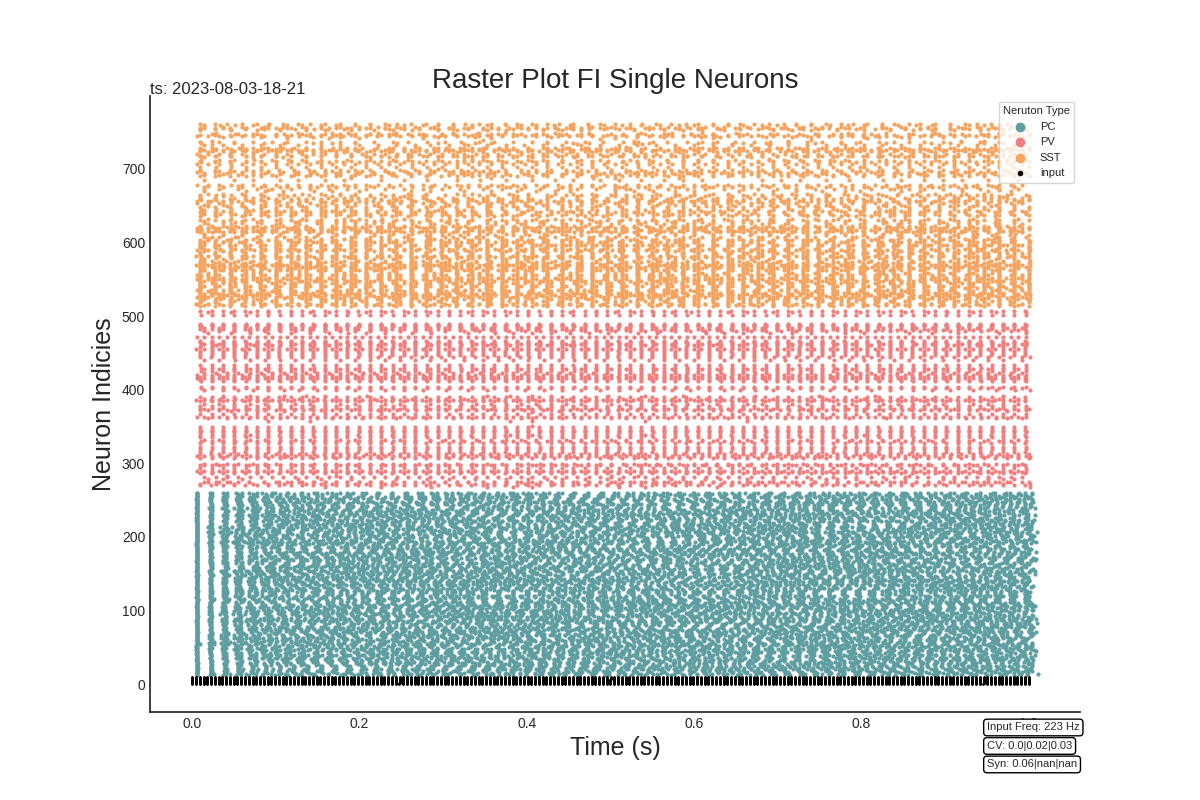 Raster Plot FI Single Neurons
ts: 2023-08-03-18-21
Neruton Type
PC
PV
SST
input
700
600
500
400
300
200
100
0
Neuron Indicies
0.0 0.2 0.4 0.6 0.8
Time (s)
Input Freq: 223 Hz
CV: 0.0|0.02|0.03
Syn: 0.06|nan|nan